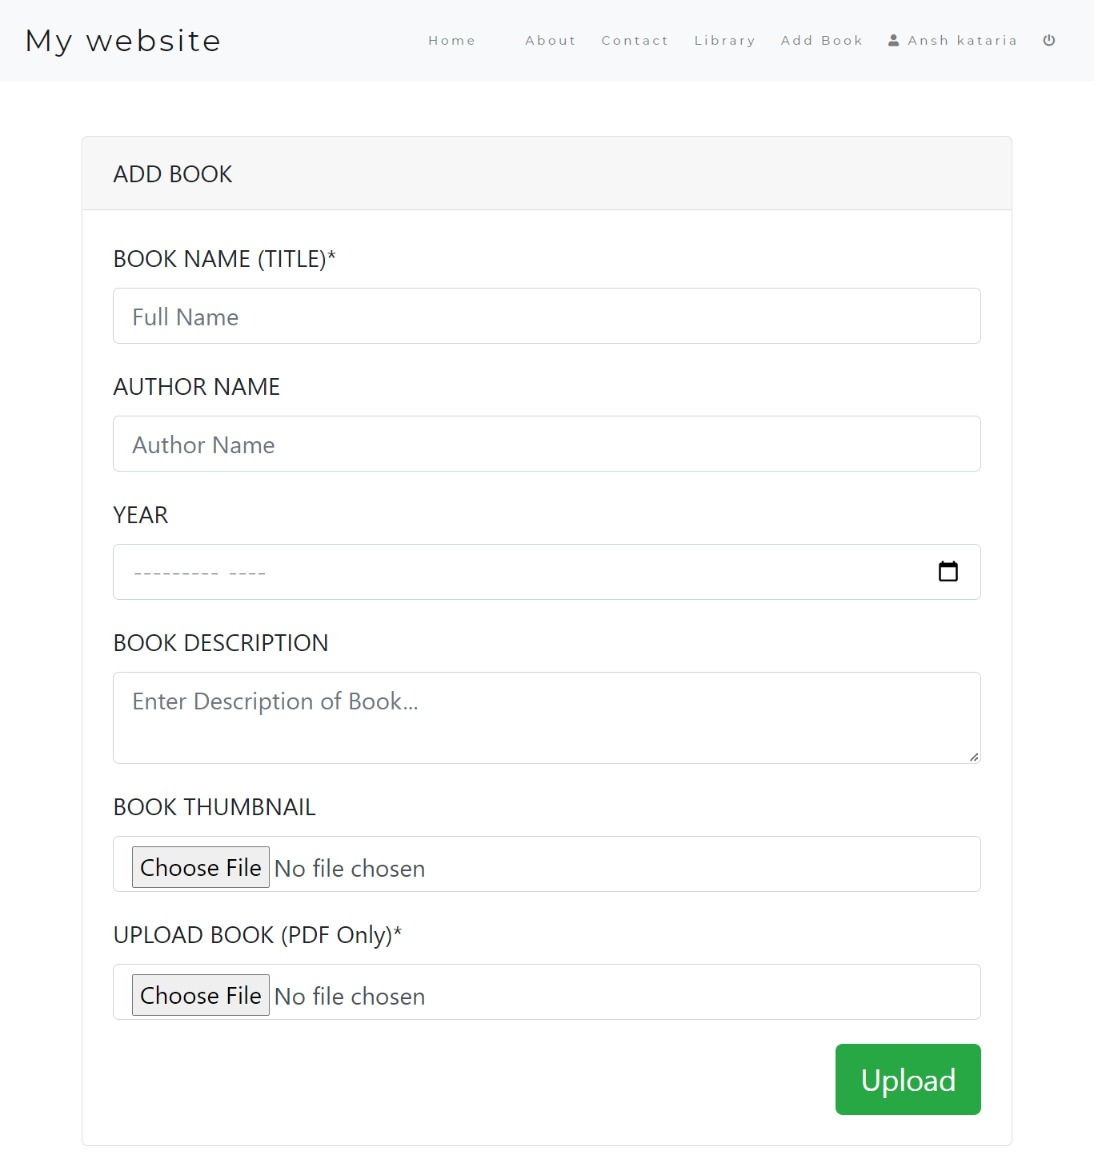 My website
Home About Contact Library Add Book Ansh kataria
ADD BOOK
BOOK NAME (TITLE)*
Full Name
AUTHOR NAME
Author Name
YEAR
--------- ----
BOOK DESCRIPTION
Enter Description of Book...
BOOK THUMBNAIL
Choose File No file chosen
UPLOAD BOOK (PDF Only)*
Choose File No file chosen
Upload